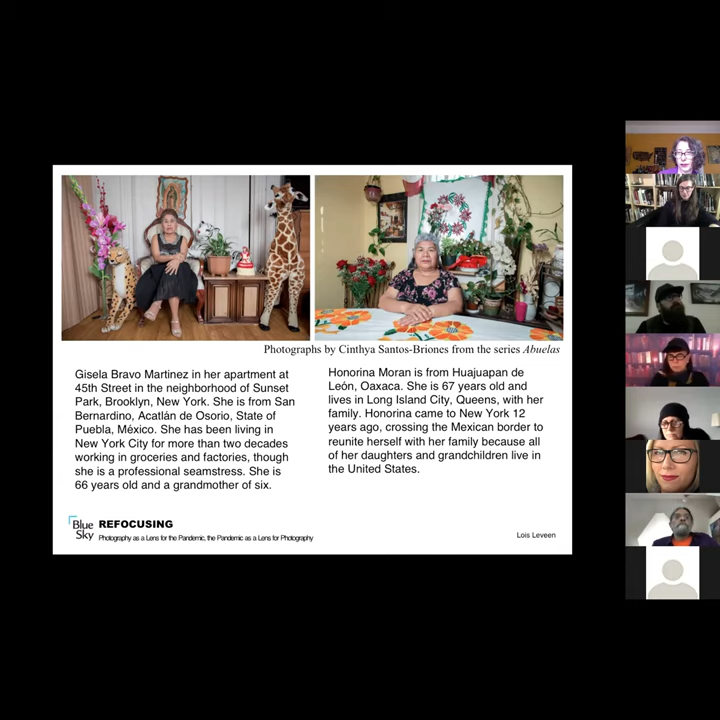 Photographs by Cinthya Santos-Briones from the series Abuelas
Gisela Bravo Martinez in her apartment at
45th Street in the neighborhood of Sunset
Park, Brooklyn, New York. She is from San
Bernardino, Acatlán de Osorio, State of
Puebla, México. She has been living in
New York City for more than two decades
working in groceries and factories, though
she is a professional seamstress. She is
66 years old and a grandmother of six.
Honorina Moran is from Huajuapan de
León, Oaxaca. She is 67 years old and
lives in Long Island City, Queens, with her
family. Honorina came to New York 12
years ago, crossing the Mexican border to
reunite herself with her family because all
of her daughters and grandchildren live in
the United States.
Blue
Sky
REFOCUSING
Photography as a Lens for the Pandemic, the Pandemic as a Lens for Photography
Lois Leveen